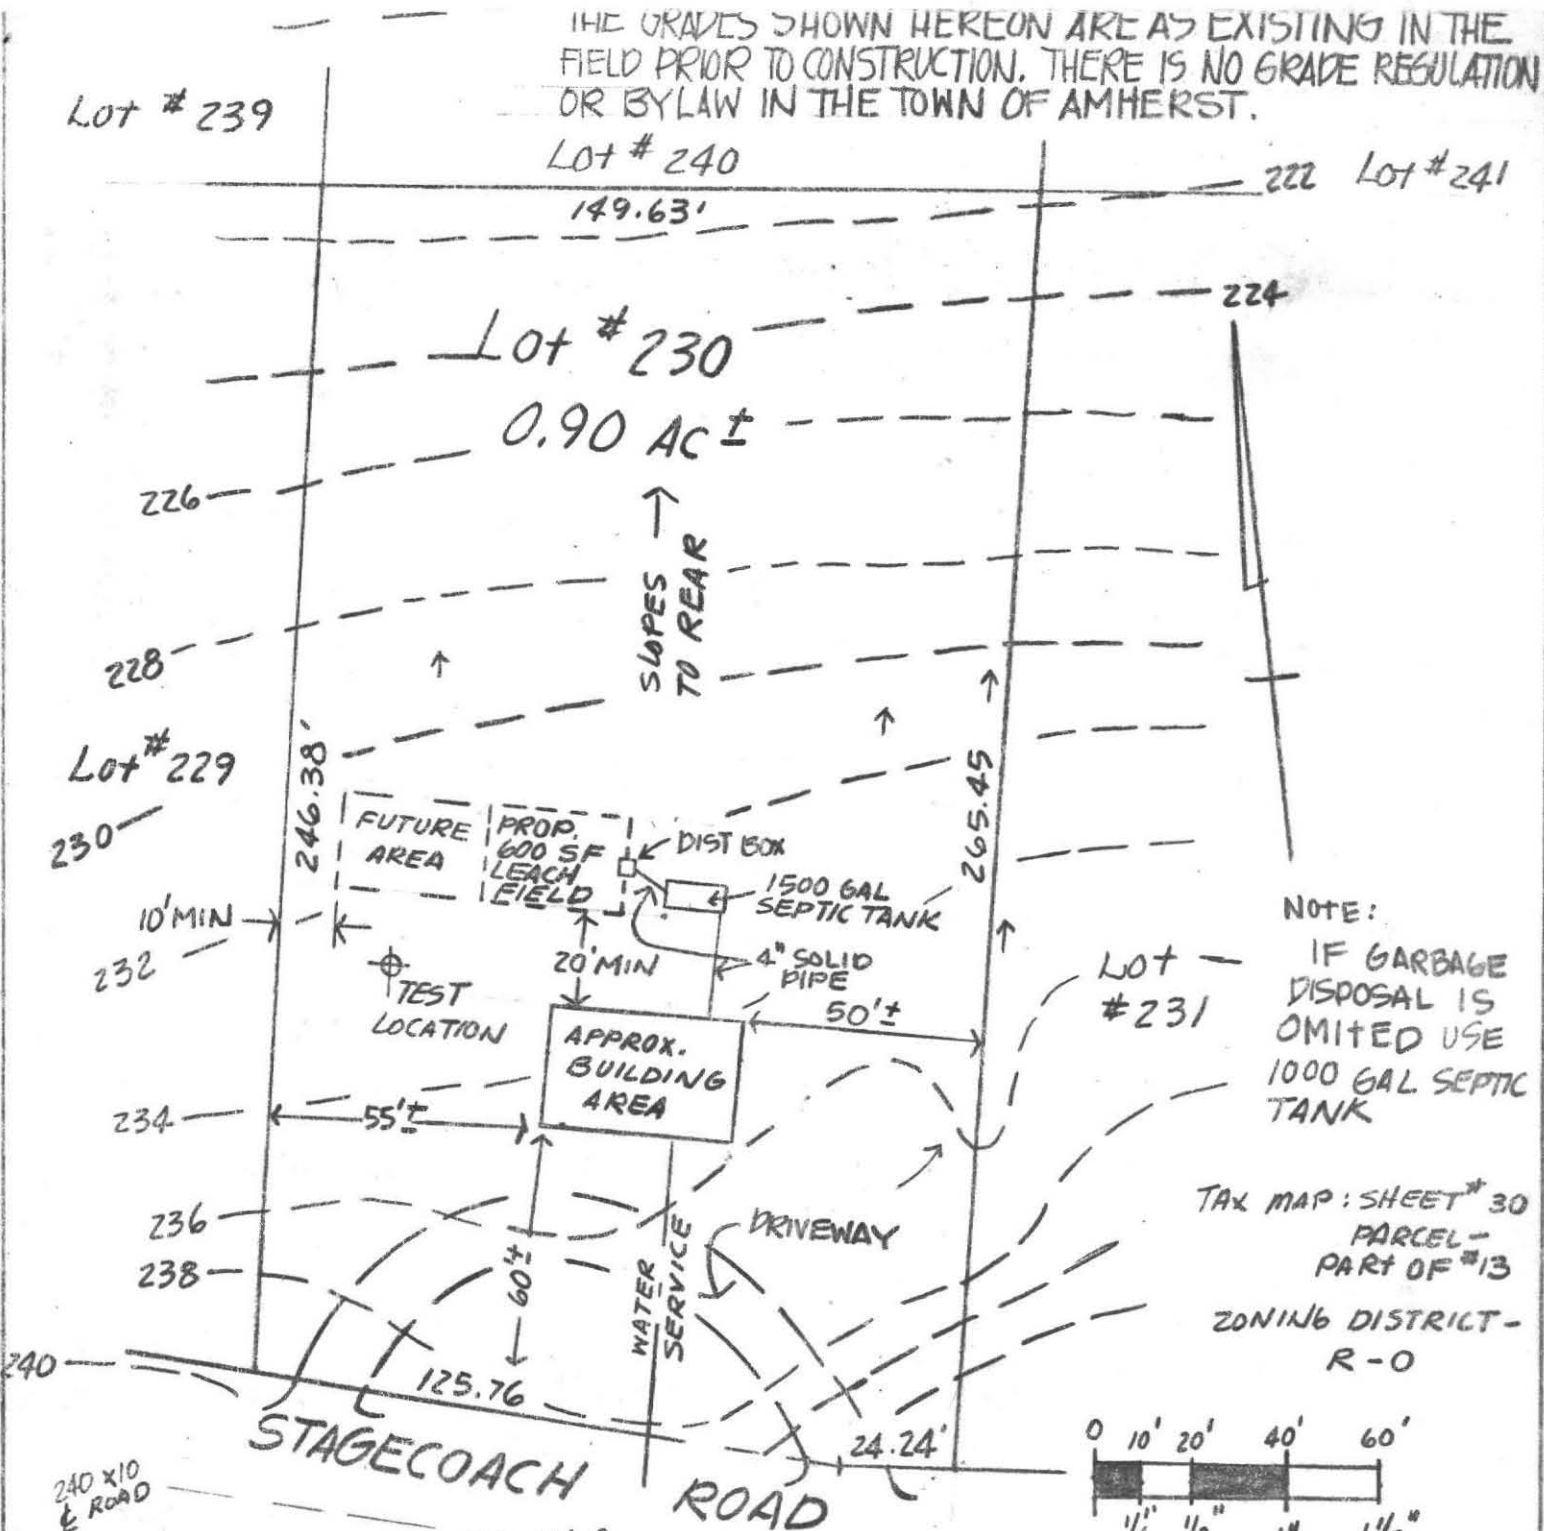 THE GRADES SHOWN HEREON ARE AS EXISTING IN THE
FIELD PRIOR TO CONSTRUCTION. THERE IS NO GRADE REGULATION
OR BYLAW IN THE TOWN OF AMHERST.
Lot # 239
Lot # 240
222
Lot # 241
149.63'
224
Lot # 230
0.90 AC ±
226
SLOPES
TO REAR
228
Lot # 229
230
246.38'
265.45
FUTURE
AREA
PROP.
600 SF
LEACH
FIELD
DIST BOX
1500 GAL
SEPTIC TANK
10' MIN
232
20' MIN
4" SOLID
PIPE
TEST
LOCATION
50'±
Lot
# 231
NOTE:
IF GARBAGE
DISPOSAL IS
OMITED USE
1000 GAL SEPTIC
TANK
APPROX.
BUILDING
AREA
234
55'±
236
238
60'±
WATER
SERVICE
DRIVEWAY
TAX MAP: SHEET # 30
PARCEL-
PART OF #13
ZONING DISTRICT-
R-O
240
125.76
24.24'
STAGECOACH ROAD
240 x10
℄ ROAD
0 10' 20' 40' 60'